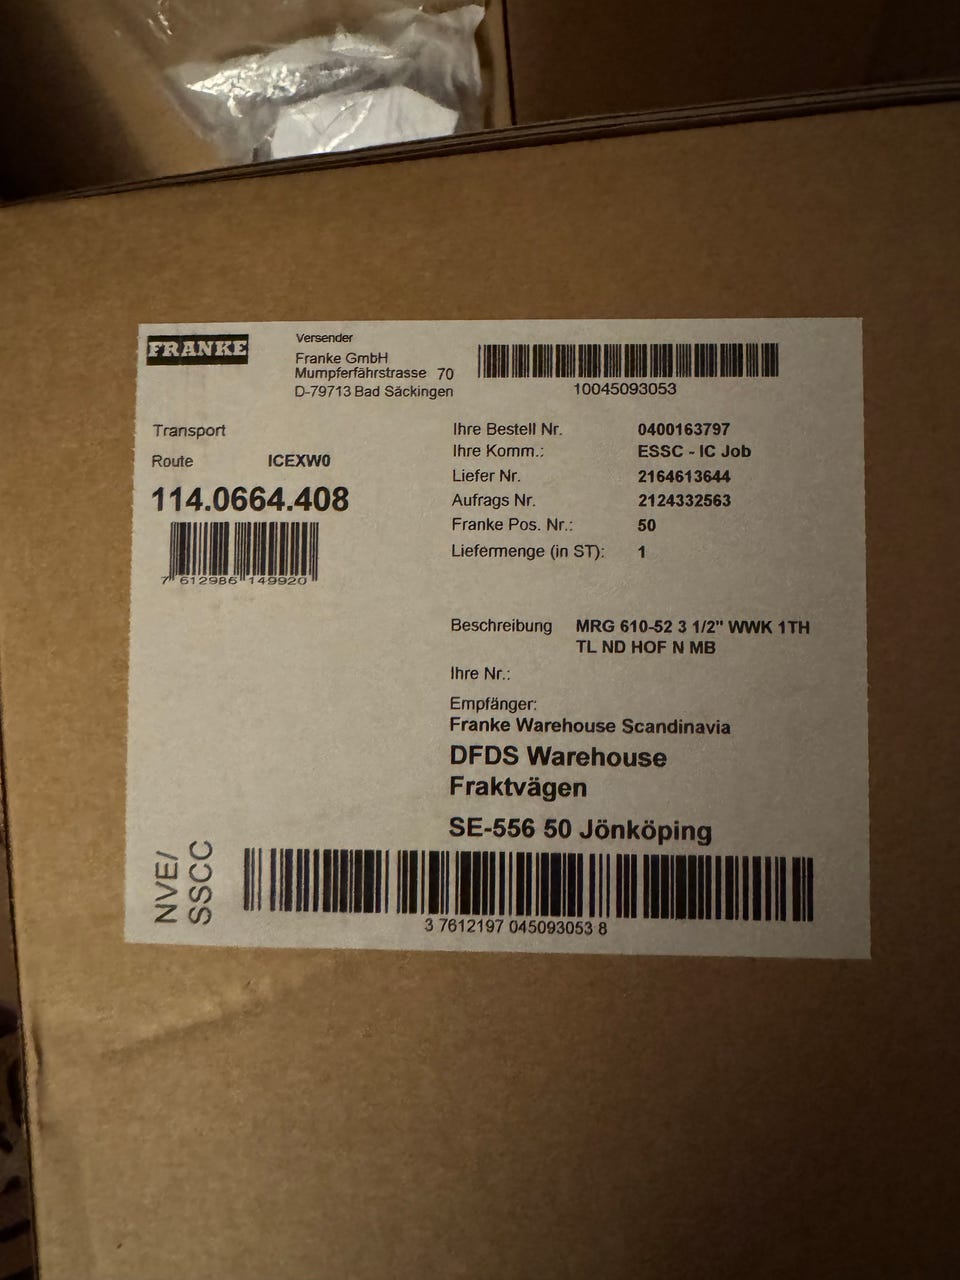 FRANKE
Versender
Franke GmbH
Mumpferfährstrasse 70
D-79713 Bad Säckingen
10045093053
Transport
Route ICEXW0
114.0664.408
7 612986 149920
Ihre Bestell Nr. 0400163797
Ihre Komm.: ESSC - IC Job
Liefer Nr. 2164613644
Aufrags Nr. 2124332563
Franke Pos. Nr.: 50
Liefermenge (in ST): 1
Beschreibung MRG 610-52 3 1/2" WWK 1TH
TL ND HOF N MB
Ihre Nr.:
Empfänger:
Franke Warehouse Scandinavia
DFDS Warehouse
Fraktvägen
SE-556 50 Jönköping
NVE/
SSCC
3 7612197 045093053 8